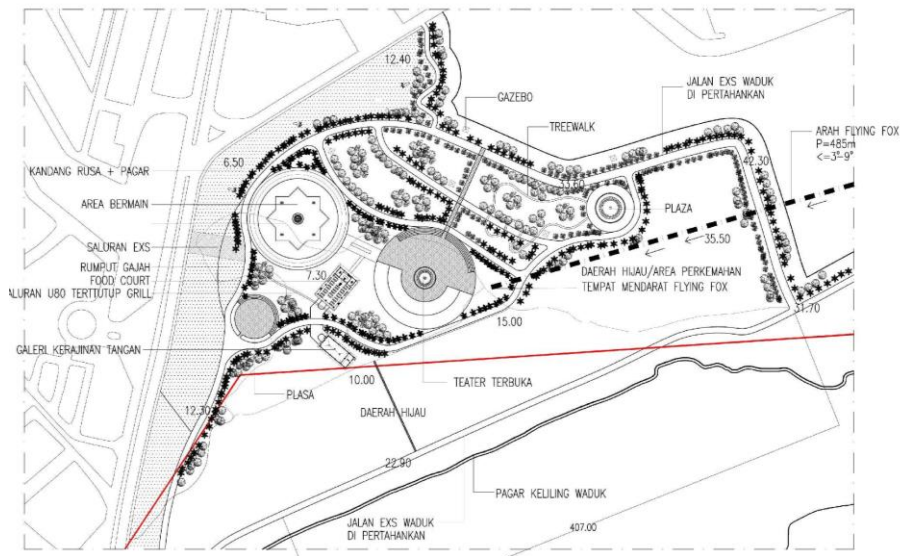 12.40
GAZEBO
JALAN EXS WADUK
DI PERTAHANKAN
TREEWALK
ARAH FLYING FOX
P=485m
<=3°-9°
42.30
6.50
KANDANG RUSA + PAGAR
AREA BERMAIN
PLAZA
35.50
SALURAN EXS
RUMPUT GAJAH
FOOD COURT
ALURAN U80 TERTUTUP GRILL
7.30
DAERAH HIJAU/AREA PERKEMAHAN
TEMPAT MENDARAT FLYING FOX
15.00
31.70
GALERI KERAJINAN TANGAN
10.00
TEATER TERBUKA
PLASA
12.30
DAERAH HIJAU
22.90
PAGAR KELILING WADUK
JALAN EXS WADUK
DI PERTAHANKAN
407.00